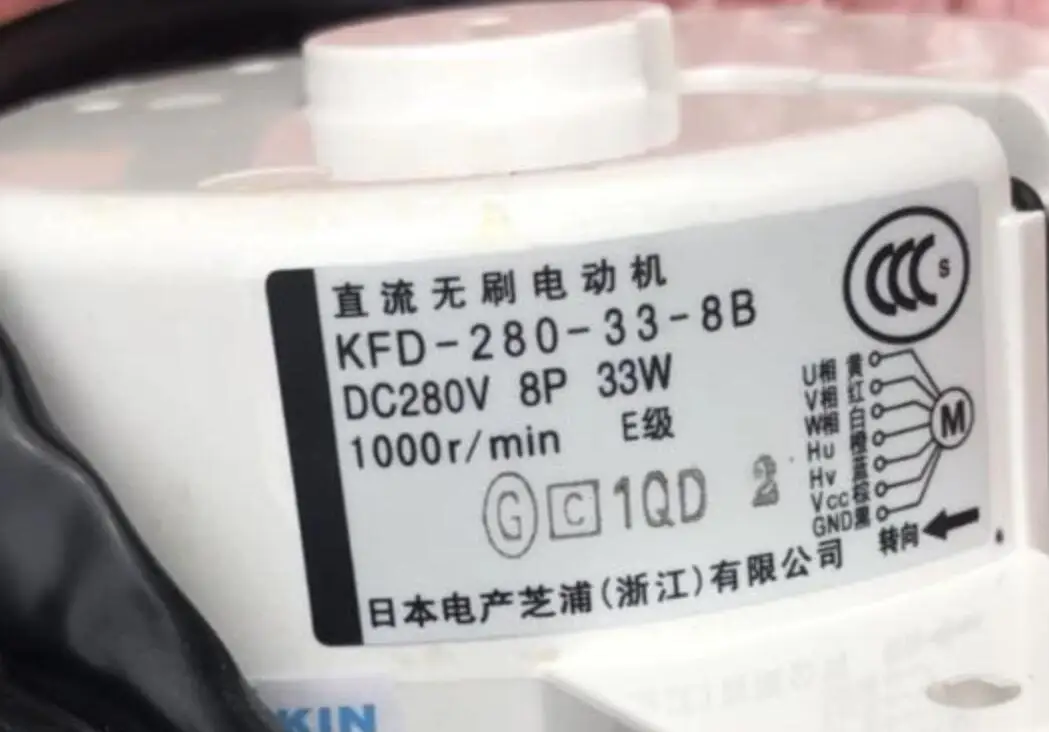 直流无刷电动机
KFD-280-33-8B
DC280V 8P 33W
1000r/min E级
G C 1QD 2
日本电产芝浦(浙江)有限公司
CCC S
U相 黄
V相 红
W相 白
Hu 橙
Hv 蓝
Vcc 棕
GND 黑
M
转向
KIN